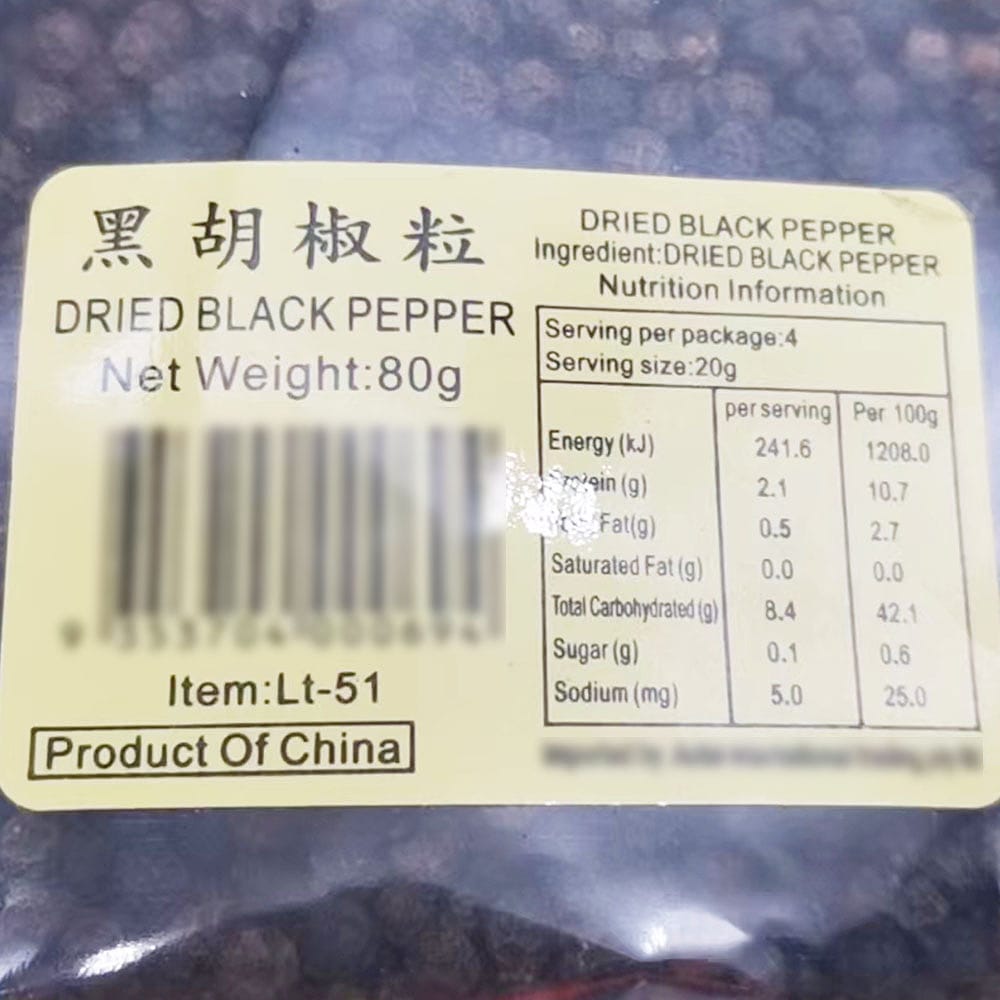 黑胡椒粒
DRIED BLACK PEPPER
Net Weight:80g
Item:Lt-51
Product Of China
DRIED BLACK PEPPER
Ingredient:DRIED BLACK PEPPER
Nutrition Information
Serving per package:4
Serving size:20g
per serving Per 100g
Energy (kJ) 241.6 1208.0
Protein (g) 2.1 10.7
Fat(g) 0.5 2.7
Saturated Fat (g) 0.0 0.0
Total Carbohydrated (g) 8.4 42.1
Sugar (g) 0.1 0.6
Sodium (mg) 5.0 25.0